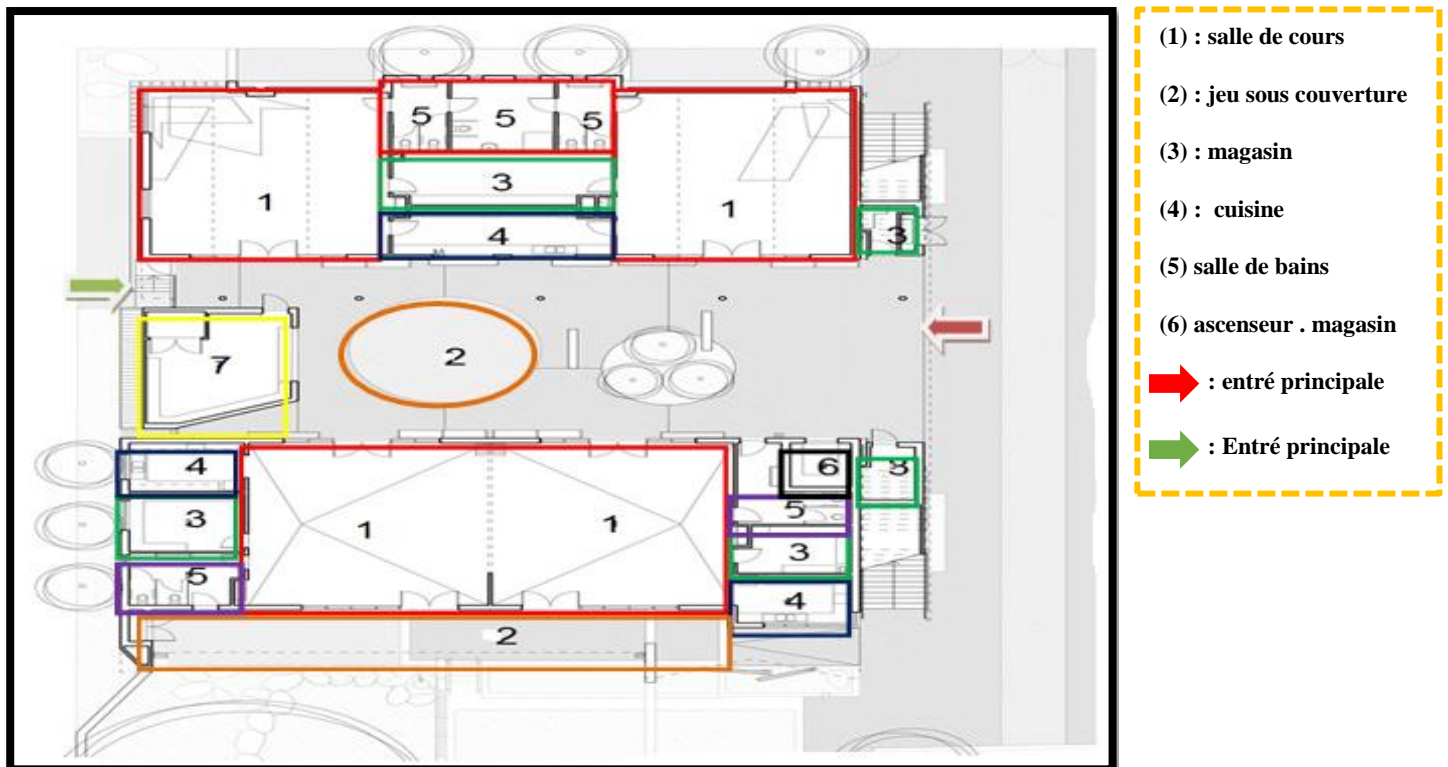 5 5 5
3
1 1
4 3
2
7
4 6
3 5
1 1
3
5 4
2
(1) : salle de cours
(2) : jeu sous couverture
(3) : magasin
(4) : cuisine
(5) salle de bains
(6) ascenseur . magasin
: entré principale
: Entré principale